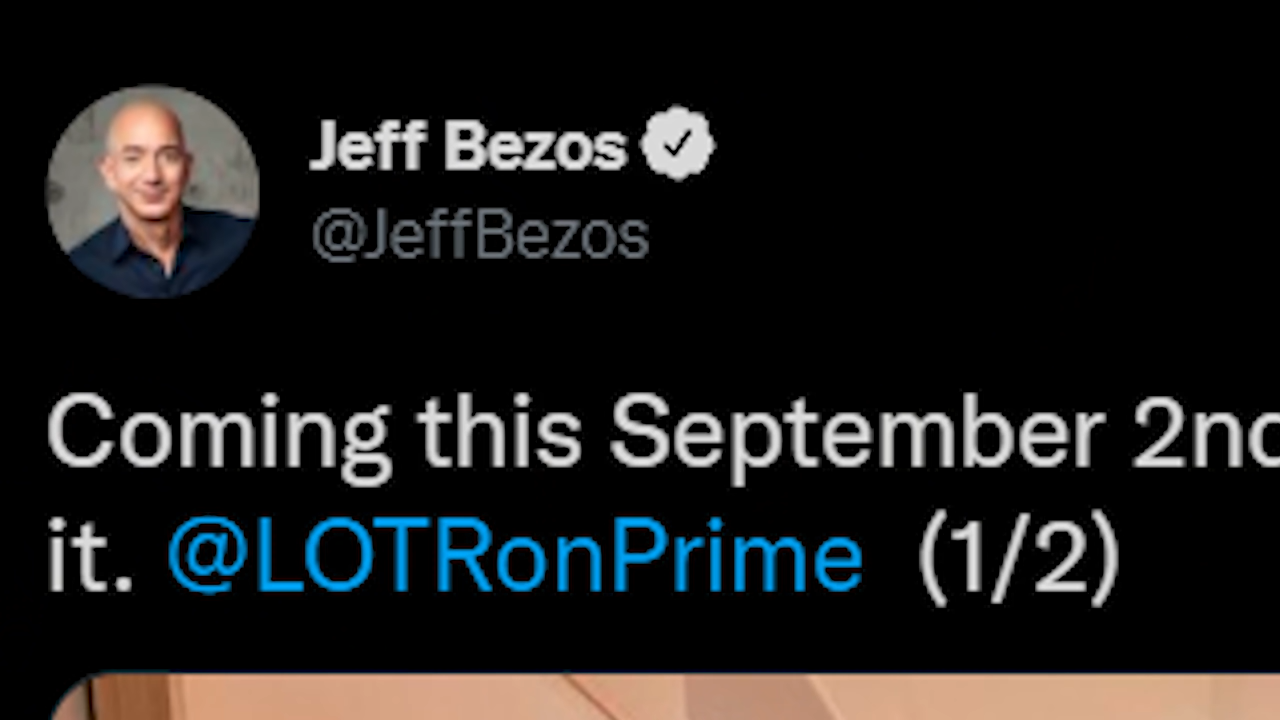 Jeff Bezos
@JeffBezos
Coming this September
it. @LOTRonPrime (1/2)